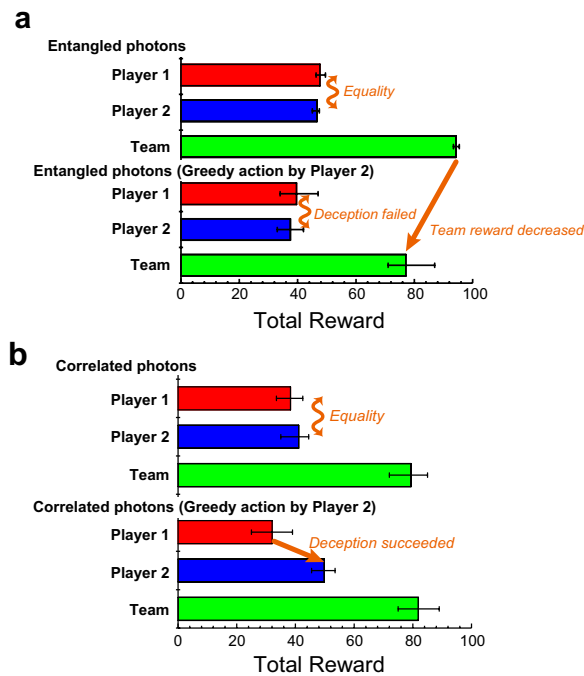 a
Entangled photons
Player 1
Equality
Player 2
Team
Entangled photons (Greedy action by Player 2)
Player 1
Deception failed
Player 2
Team reward decreased
Team
0 20 40 60 80 100
Total Reward
b
Correlated photons
Player 1
Equality
Player 2
Team
Correlated photons (Greedy action by Player 2)
Player 1
Deception succeeded
Player 2
Team
0 20 40 60 80 100
Total Reward